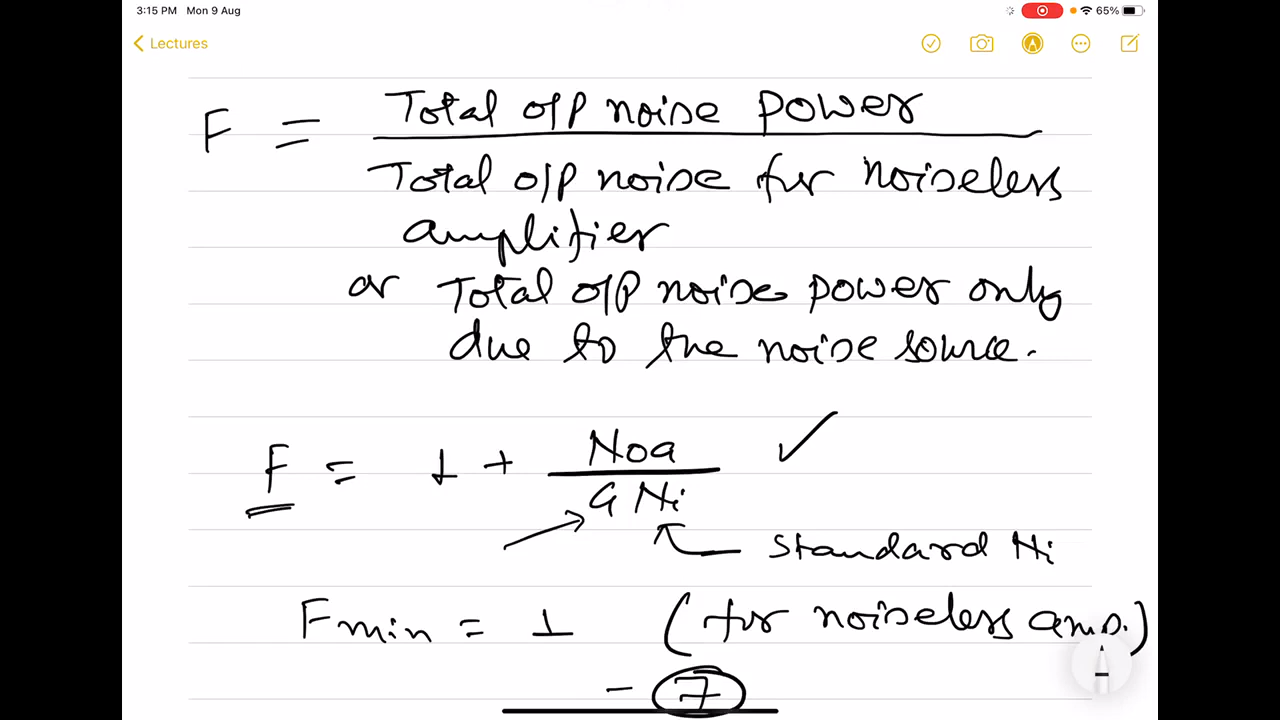 3:15 PM Mon 9 Aug
65%
Lectures
F = Total o/p noise power
Total o/p noise for noiseless
amplifier
or Total o/p noise power only
due to the noise source.
F = 1 + Noa
G Ni
Standard Ni
Fmin = 1 (for noiseless amp.)
- 7